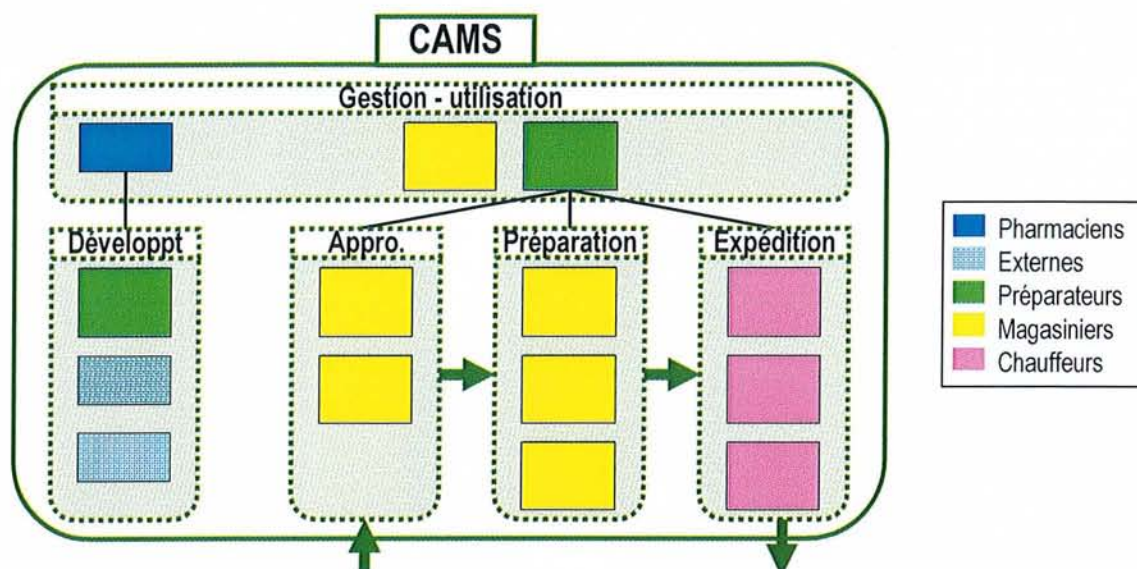 CAMS
Gestion - utilisation
Développt
Appro.
Préparation
Expédition
Pharmaciens
Externes
Préparateurs
Magasiniers
Chauffeurs